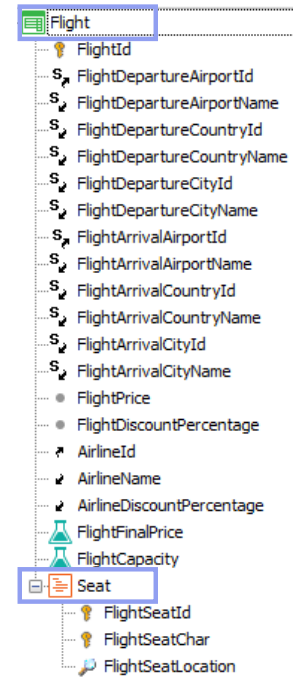 Flight
FlightId
FlightDepartureAirportId
FlightDepartureAirportName
FlightDepartureCountryId
FlightDepartureCountryName
FlightDepartureCityId
FlightDepartureCityName
FlightArrivalAirportId
FlightArrivalAirportName
FlightArrivalCountryId
FlightArrivalCountryName
FlightArrivalCityId
FlightArrivalCityName
FlightPrice
FlightDiscountPercentage
AirlineId
AirlineName
AirlineDiscountPercentage
FlightFinalPrice
FlightCapacity
Seat
FlightSeatId
FlightSeatChar
FlightSeatLocation